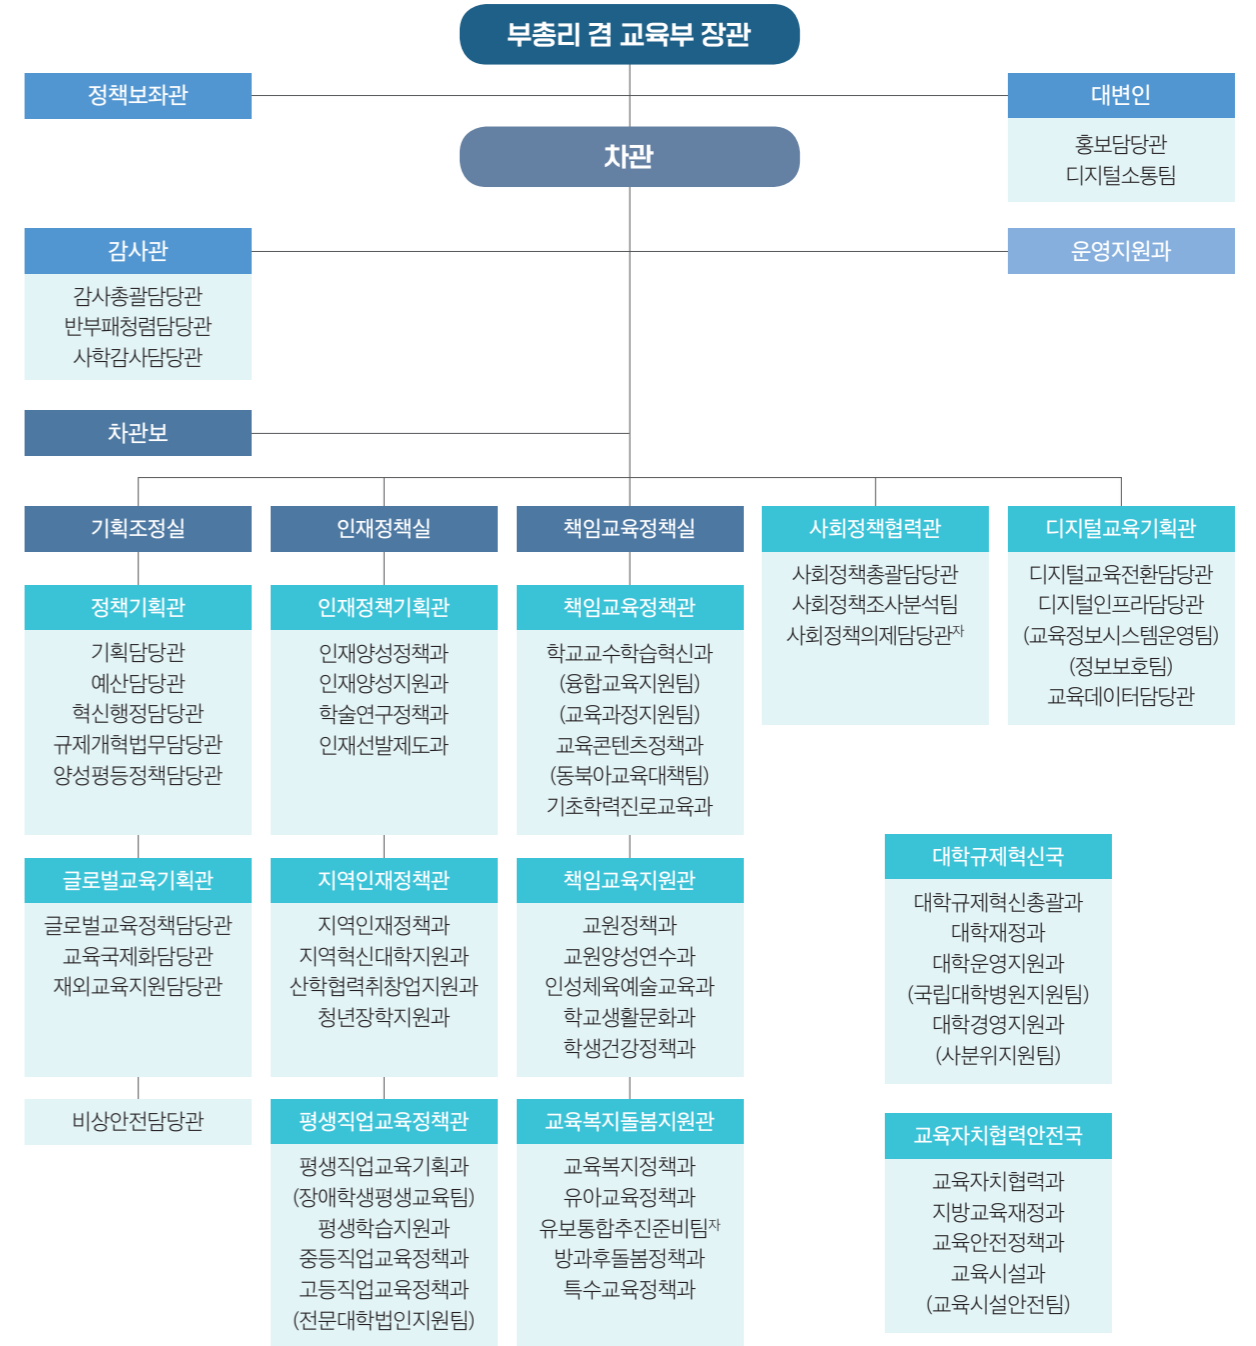 부총리 겸 교육부 장관
정책보좌관
대변인
홍보담당관
디지털소통팀
차관
감사관
감사총괄담당관
반부패청렴담당관
사학감사담당관
운영지원과
차관보
기획조정실
정책기획관
기획담당관
예산담당관
혁신행정담당관
규제개혁법무담당관
양성평등정책담당관
글로벌교육기획관
글로벌교육정책담당관
교육국제화담당관
재외교육지원담당관
비상안전담당관
인재정책실
인재정책기획관
인재양성정책과
인재양성지원과
학술연구정책과
인재선발제도과
지역인재정책관
지역인재정책과
지역혁신대학지원과
산학협력취창업지원과
청년장학지원과
평생직업교육정책관
평생직업교육기획과
(장애학생평생교육팀)
평생학습지원과
중등직업교육정책과
고등직업교육정책과
(전문대학법인지원팀)
책임교육정책실
책임교육정책관
학교교수학습혁신과
(융합교육지원팀)
(교육과정지원팀)
교육콘텐츠정책과
(동북아교육대책팀)
기초학력진로교육과
책임교육지원관
교원정책과
교원양성연수과
인성체육예술교육과
학교생활문화과
학생건강정책과
교육복지돌봄지원관
교육복지정책과
유아교육정책과
유보통합추진준비팀자
방과후돌봄정책과
특수교육정책과
사회정책협력관
사회정책총괄담당관
사회정책조사분석팀
사회정책의제담당관자
디지털교육기획관
디지털교육전환담당관
디지털인프라담당관
(교육정보시스템운영팀)
(정보보호팀)
교육데이터담당관
대학규제혁신국
대학규제혁신총괄과
대학재정과
대학운영지원과
(국립대학병원지원팀)
대학경영지원과
(사분위지원팀)
교육자치협력안전국
교육자치협력과
지방교육재정과
교육안전정책과
교육시설과
(교육시설안전팀)